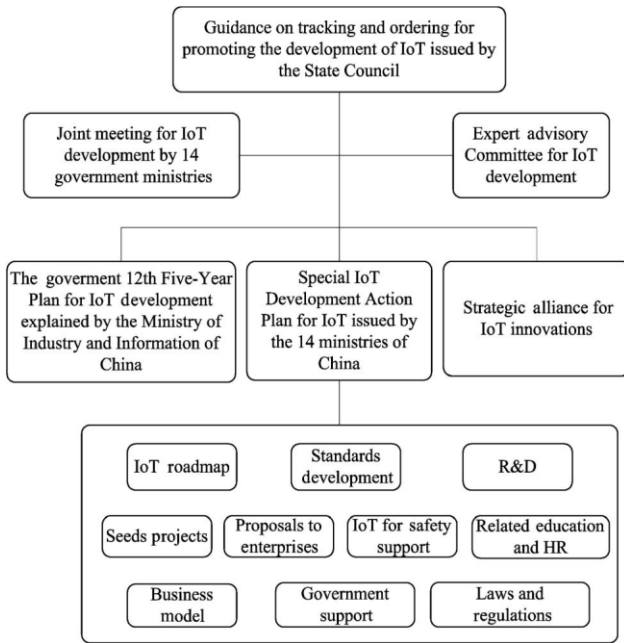 Guidance on tracking and ordering for
promoting the development of IoT issued by
the State Council
Joint meeting for IoT
development by 14
government ministries
Expert advisory
Committee for IoT
development
The goverment 12th Five-Year
Plan for IoT development
explained by the Ministry of
Industry and Information of
China
Special IoT
Development Action
Plan for IoT issued by
the 14 ministries of
China
Strategic alliance for
IoT innovations
IoT roadmap
Standards
development
R&D
Seeds projects
Proposals to
enterprises
IoT for safety
support
Related education
and HR
Business
model
Government
support
Laws and
regulations